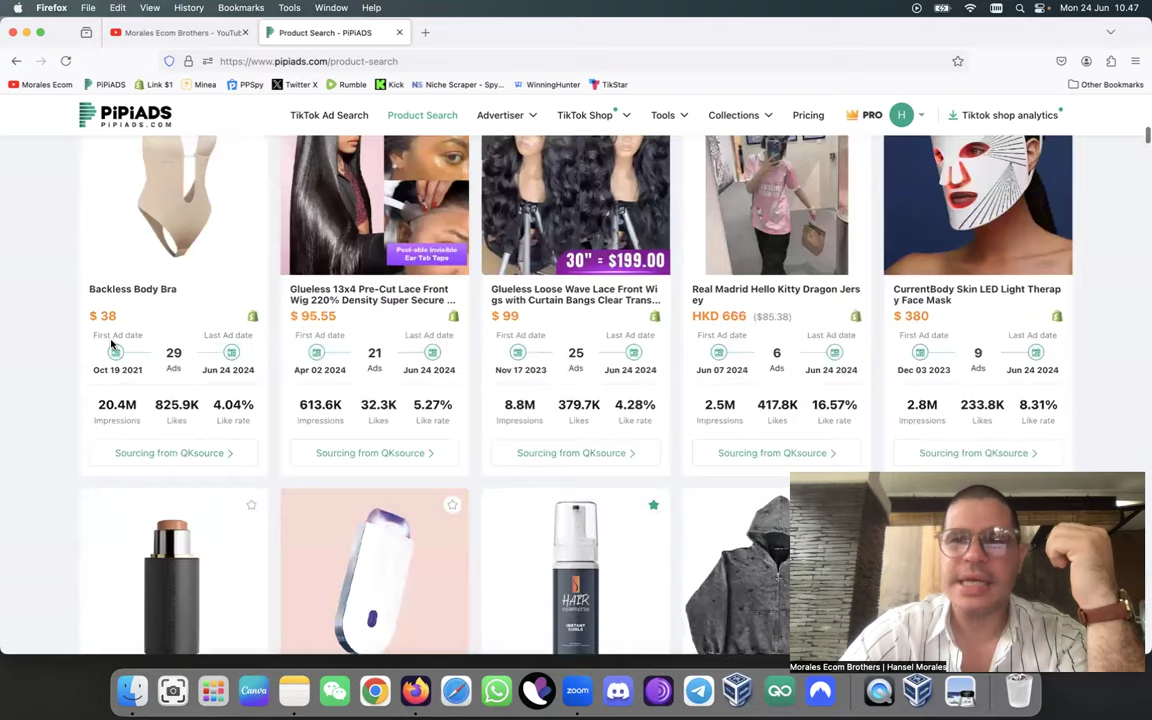 Firefox File Edit View History Bookmarks Tools Window Help Mon 24 Jun 10.47
Morales Ecom Brothers - YouTub Product Search - PiPiADS
https://www.pipiads.com/product-search
Morales Ecom PiPiADS Link $1 Minea PPSpy Twitter X Rumble Kick Niche Scraper - Spy... WinningHunter TikStar Other Bookmarks
PiPiADS
PIPIADS.COM
TikTok Ad Search Product Search Advertiser TikTok Shop Tools Collections Pricing PRO H Tiktok shop analytics
Peel-able Invisible
Ear Tab Tape
30" = $199.00
Backless Body Bra
$ 38
First Ad date Last Ad date
29
Ads
Oct 19 2021 Jun 24 2024
20.4M 825.9K 4.04%
Impressions Likes Like rate
Sourcing from QKsource
Glueless 13x4 Pre-Cut Lace Front
Wig 220% Density Super Secure ...
$ 95.55
First Ad date Last Ad date
21
Ads
Apr 02 2024 Jun 24 2024
613.6K 32.3K 5.27%
Impressions Likes Like rate
Sourcing from QKsource
Glueless Loose Wave Lace Front Wi
gs with Curtain Bangs Clear Trans...
$ 99
First Ad date Last Ad date
25
Ads
Nov 17 2023 Jun 24 2024
8.8M 379.7K 4.28%
Impressions Likes Like rate
Sourcing from QKsource
Real Madrid Hello Kitty Dragon Jers
ey
HKD 666 ($85.38)
First Ad date Last Ad date
6
Ads
Jun 07 2024 Jun 24 2024
2.5M 417.8K 16.57%
Impressions Likes Like rate
Sourcing from QKsource
CurrentBody Skin LED Light Therap
y Face Mask
$ 380
First Ad date Last Ad date
9
Ads
Dec 03 2023 Jun 24 2024
2.8M 233.8K 8.31%
Impressions Likes Like rate
Sourcing from QKsource
HAIR
INSTANT
CURLS
Morales Ecom Brothers | Hansel Morales
Canva
zoom
GO